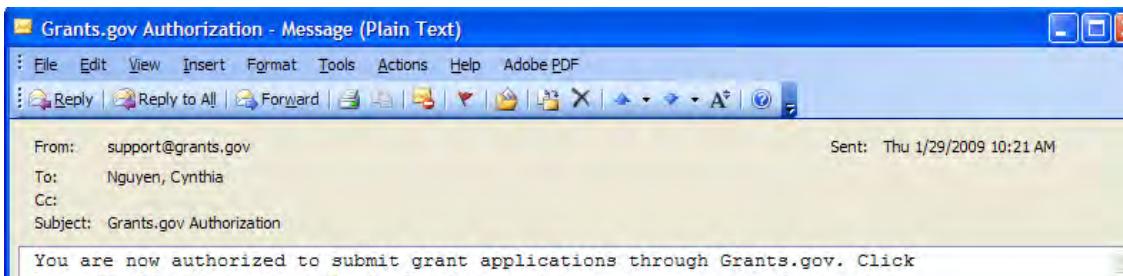 Grants.gov Authorization - Message (Plain Text)
File Edit View Insert Format Tools Actions Help Adobe PDF
Reply Reply to All Forward
From: support@grants.gov Sent: Thu 1/29/2009 10:21 AM
To: Nguyen, Cynthia
Cc:
Subject: Grants.gov Authorization
You are now authorized to submit grant applications through Grants.gov. Click